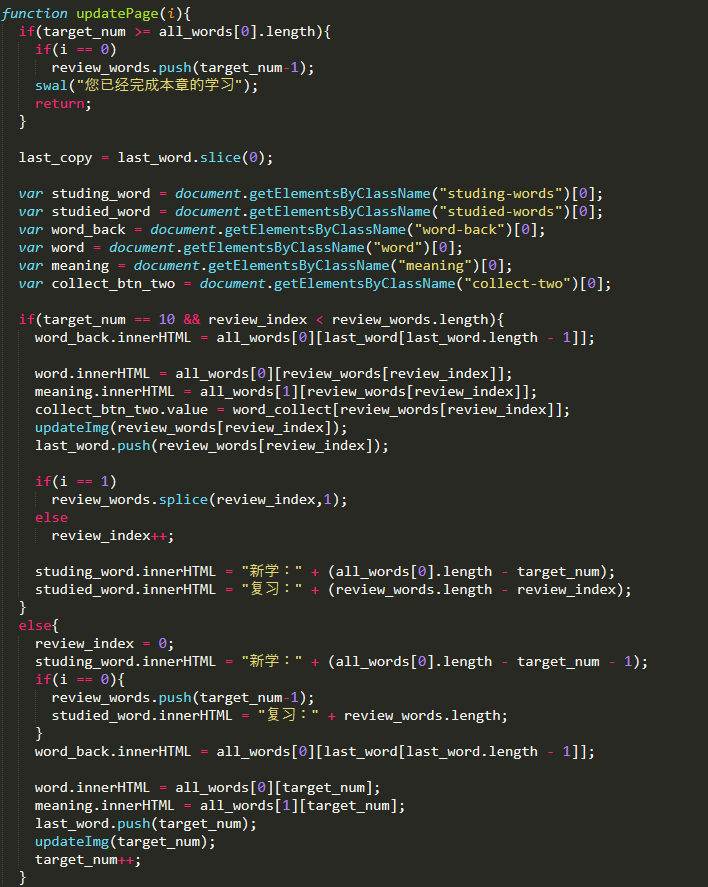 function updatePage(i){
if(target_num >= all_words[0].length){
if(i == 0)
review_words.push(target_num-1);
swal("您已经完成本章的学习");
return;
}
last_copy = last_word.slice(0);
var studing_word = document.getElementsByClassName("studing-words")[0];
var studied_word = document.getElementsByClassName("studied-words")[0];
var word_back = document.getElementsByClassName("word-back")[0];
var word = document.getElementsByClassName("word")[0];
var meaning = document.getElementsByClassName("meaning")[0];
var collect_btn_two = document.getElementsByClassName("collect-two")[0];
if(target_num == 10 && review_index < review_words.length){
word_back.innerHTML = all_words[0][last_word[last_word.length - 1]];
word.innerHTML = all_words[0][review_words[review_index]];
meaning.innerHTML = all_words[1][review_words[review_index]];
collect_btn_two.value = word_collect[review_words[review_index]];
updateImg(review_words[review_index]);
last_word.push(review_words[review_index]);
if(i == 1)
review_words.splice(review_index,1);
else
review_index++;
studing_word.innerHTML = "新学：" + (all_words[0].length - target_num);
studied_word.innerHTML = "复习：" + (review_words.length - review_index);
}
else{
review_index = 0;
studing_word.innerHTML = "新学：" + (all_words[0].length - target_num - 1);
if(i == 0){
review_words.push(target_num-1);
studied_word.innerHTML = "复习：" + review_words.length;
}
word_back.innerHTML = all_words[0][last_word[last_word.length - 1]];
word.innerHTML = all_words[0][target_num];
meaning.innerHTML = all_words[1][target_num];
last_word.push(target_num);
updateImg(target_num);
target_num++;
}